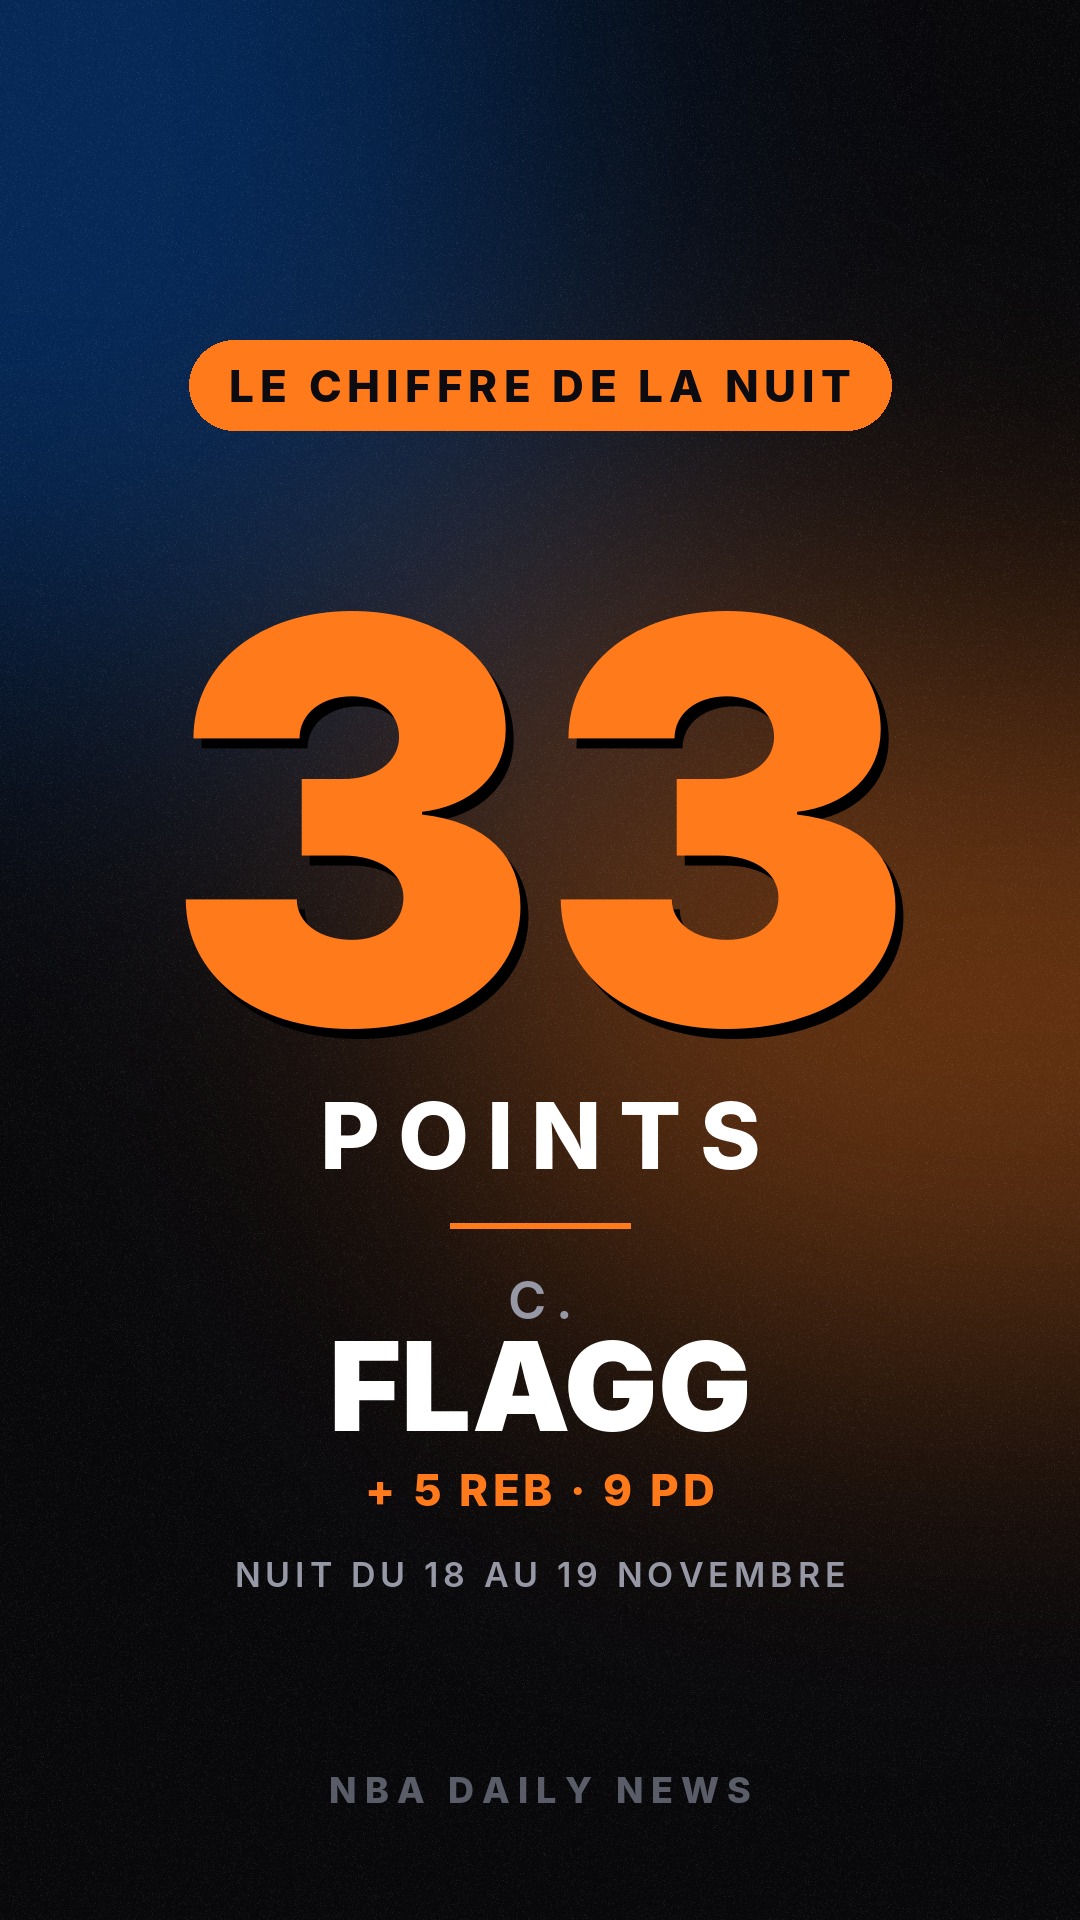 LE CHIFFRE DE LA NUIT
33
POINTS
C.
FLAGG
+ 5 REB · 9 PD
NUIT DU 18 AU 19 NOVEMBRE
NBA DAILY NEWS